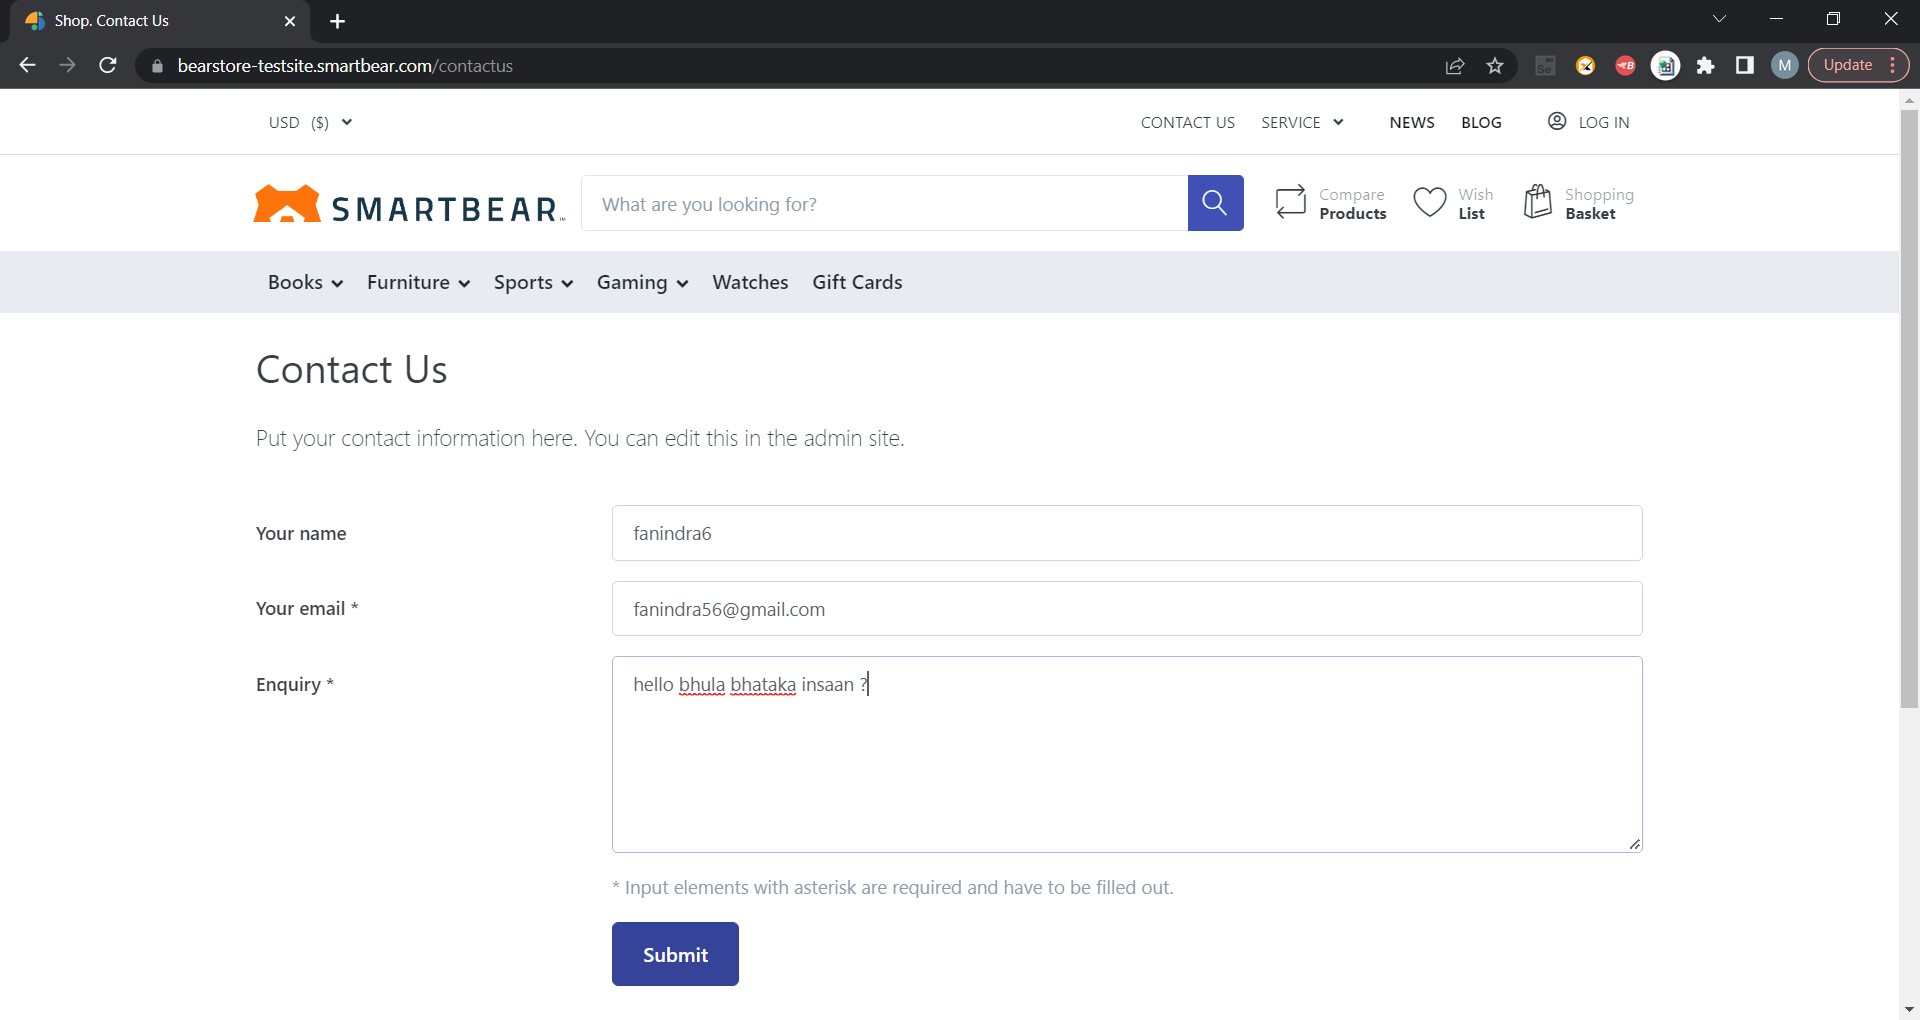 Shop. Contact Us
bearstore-testsite.smartbear.com/contactus
Se
B
M
Update
USD ($)
CONTACT US
SERVICE
NEWS
BLOG
LOG IN
SMARTBEAR™
What are you looking for?
Compare
Products
Wish
List
Shopping
Basket
Books
Furniture
Sports
Gaming
Watches
Gift Cards
Contact Us
Put your contact information here. You can edit this in the admin site.
Your name
fanindra6
Your email *
fanindra56@gmail.com
Enquiry *
hello bhula bhataka insaan ?
* Input elements with asterisk are required and have to be filled out.
Submit